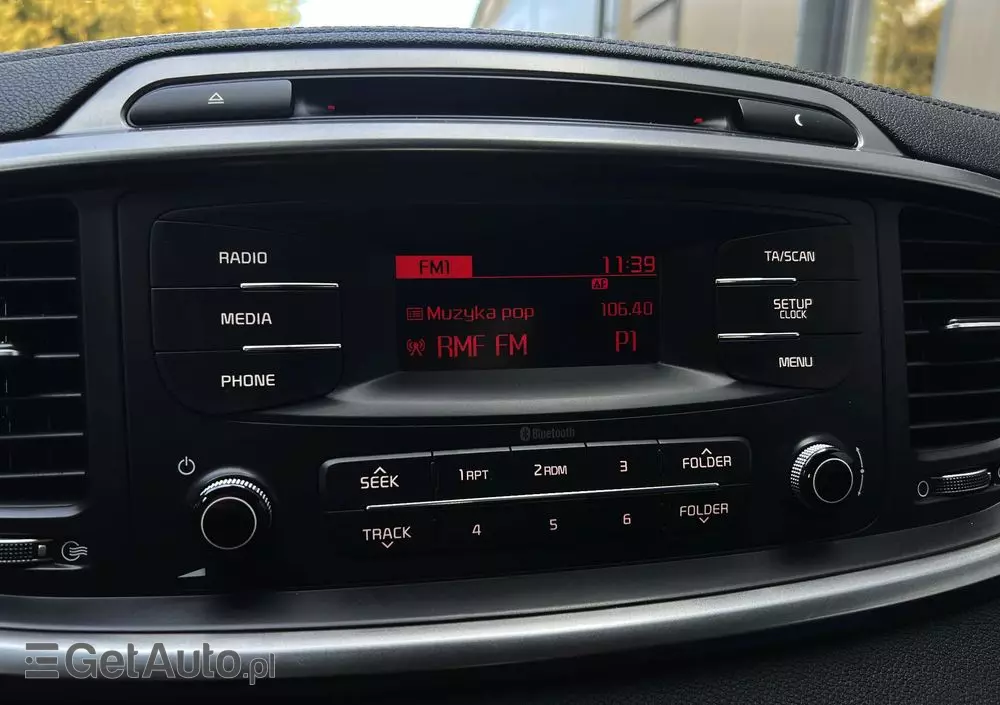 RADIO
MEDIA
PHONE
FM1 11:39
AF
Muzyka pop 106.40
RMF FM P1
TA/SCAN
SETUP
CLOCK
MENU
Bluetooth
SEEK 1 RPT 2 RDM 3 FOLDER
TRACK 4 5 6 FOLDER
GetAuto.pl